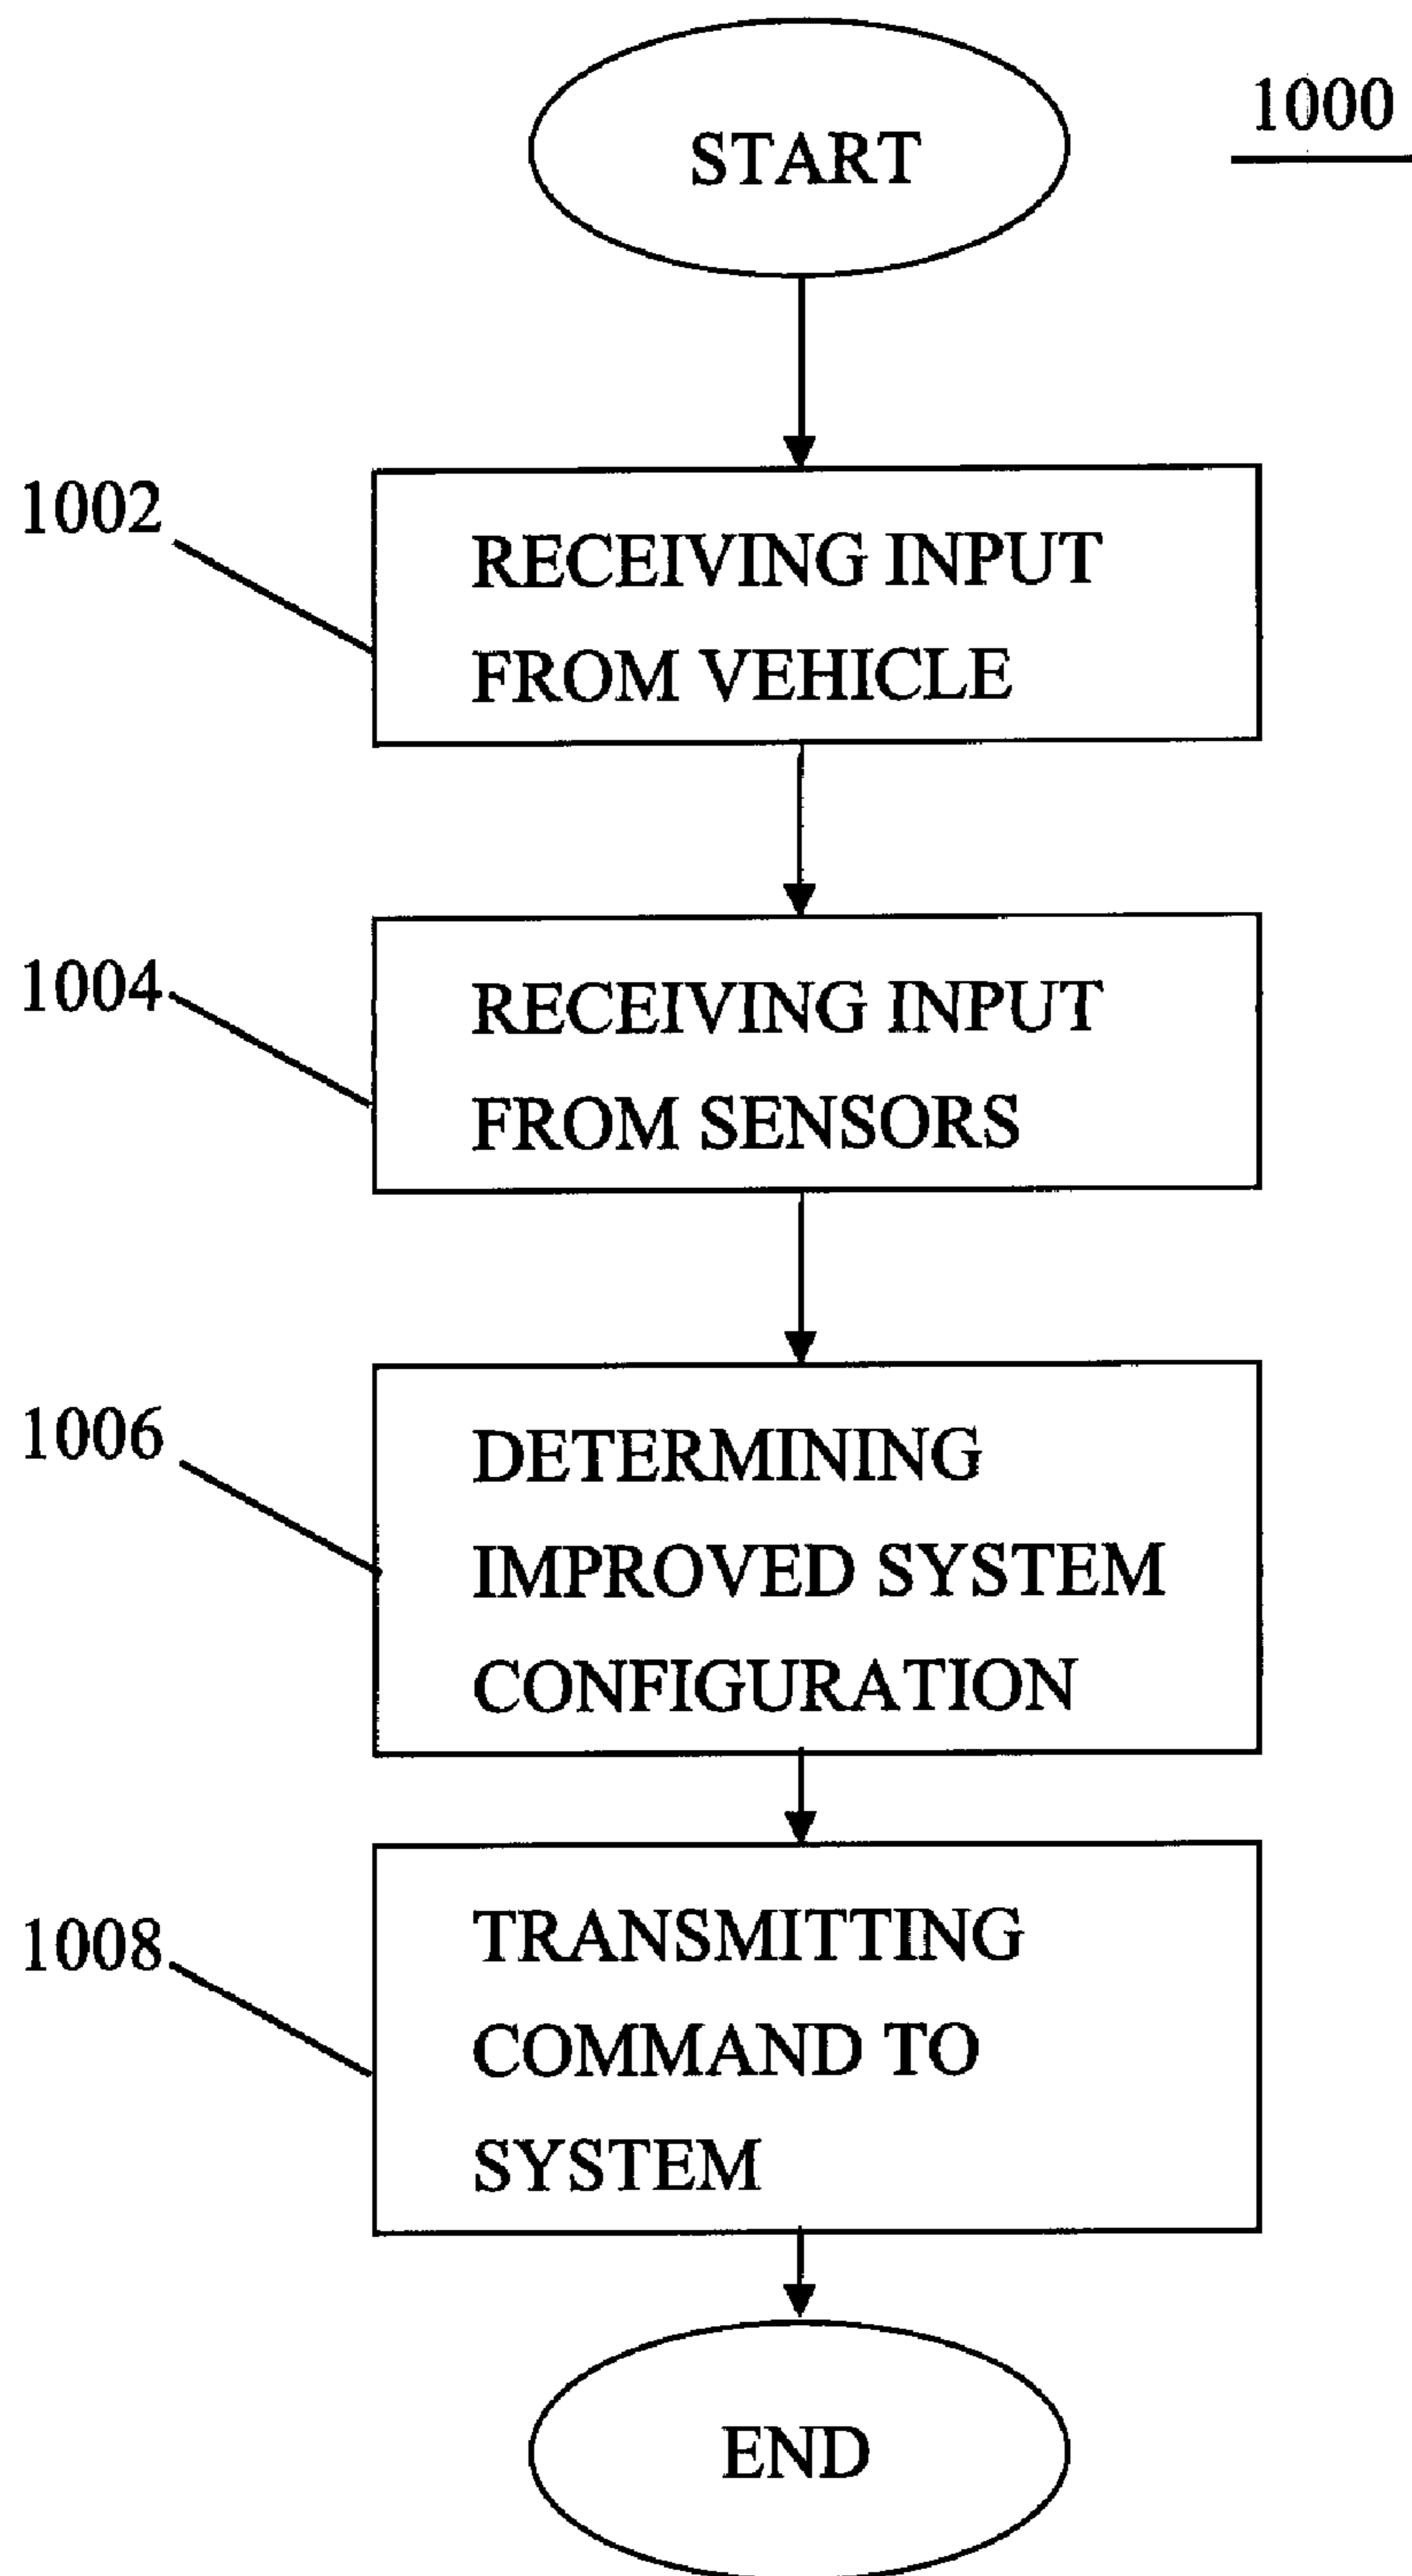 START
1000
1002
RECEIVING INPUT
FROM VEHICLE
1004
RECEIVING INPUT
FROM SENSORS
1006
DETERMINING
IMPROVED SYSTEM
CONFIGURATION
1008
TRANSMITTING
COMMAND TO
SYSTEM
END